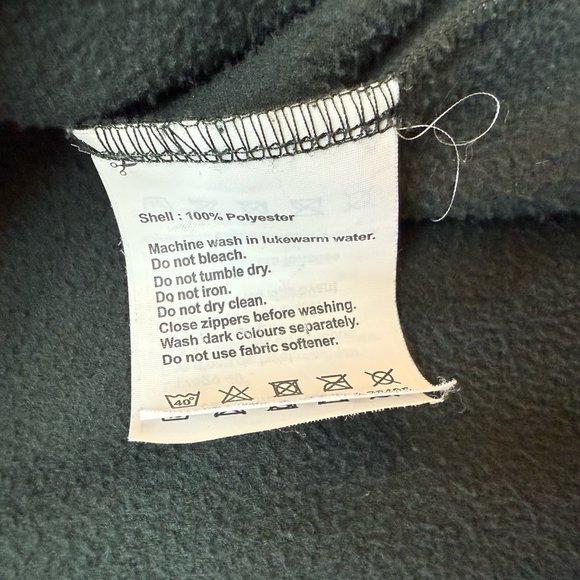 Shell : 100% Polyester
Machine wash in lukewarm water.
Do not bleach.
Do not tumble dry.
Do not iron.
Do not dry clean.
Close zippers before washing.
Wash dark colours separately.
Do not use fabric softener.
40°